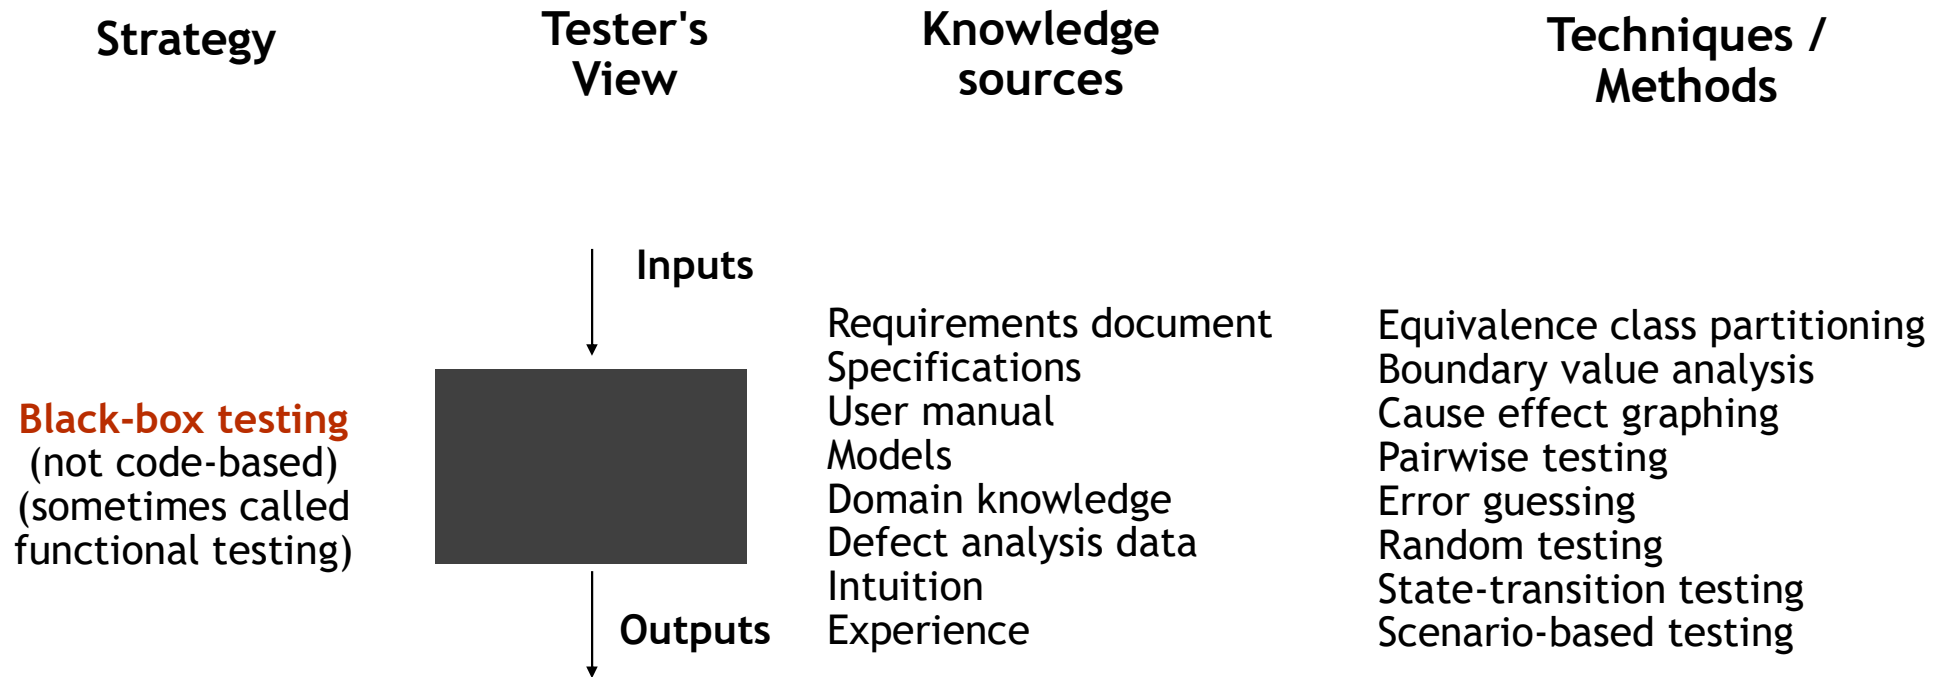 Strategy
Tester's
View
Knowledge
sources
Techniques /
Methods
Black-box testing
(not code-based)
(sometimes called
functional testing)
Inputs
Outputs
Requirements document
Specifications
User manual
Models
Domain knowledge
Defect analysis data
Intuition
Experience
Equivalence class partitioning
Boundary value analysis
Cause effect graphing
Pairwise testing
Error guessing
Random testing
State-transition testing
Scenario-based testing